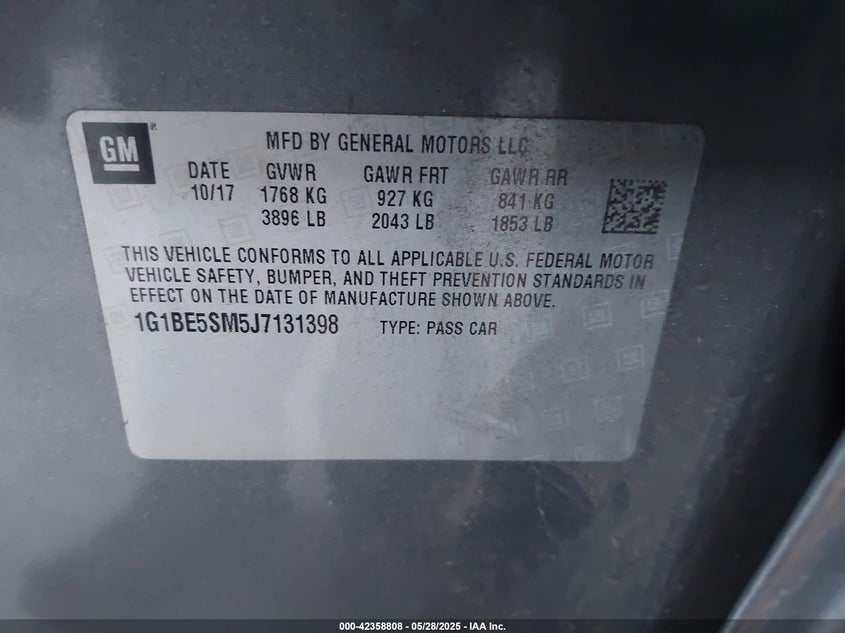 GM
MFD BY GENERAL MOTORS LLC
DATE GVWR GAWR FRT GAWR RR
10/17 1768 KG 927 KG 841 KG
3896 LB 2043 LB 1853 LB
THIS VEHICLE CONFORMS TO ALL APPLICABLE U.S. FEDERAL MOTOR
VEHICLE SAFETY, BUMPER, AND THEFT PREVENTION STANDARDS IN
EFFECT ON THE DATE OF MANUFACTURE SHOWN ABOVE.
1G1BE5SM5J7131398 TYPE: PASS CAR
000-42358808 - 05/28/2025 - IAA Inc.